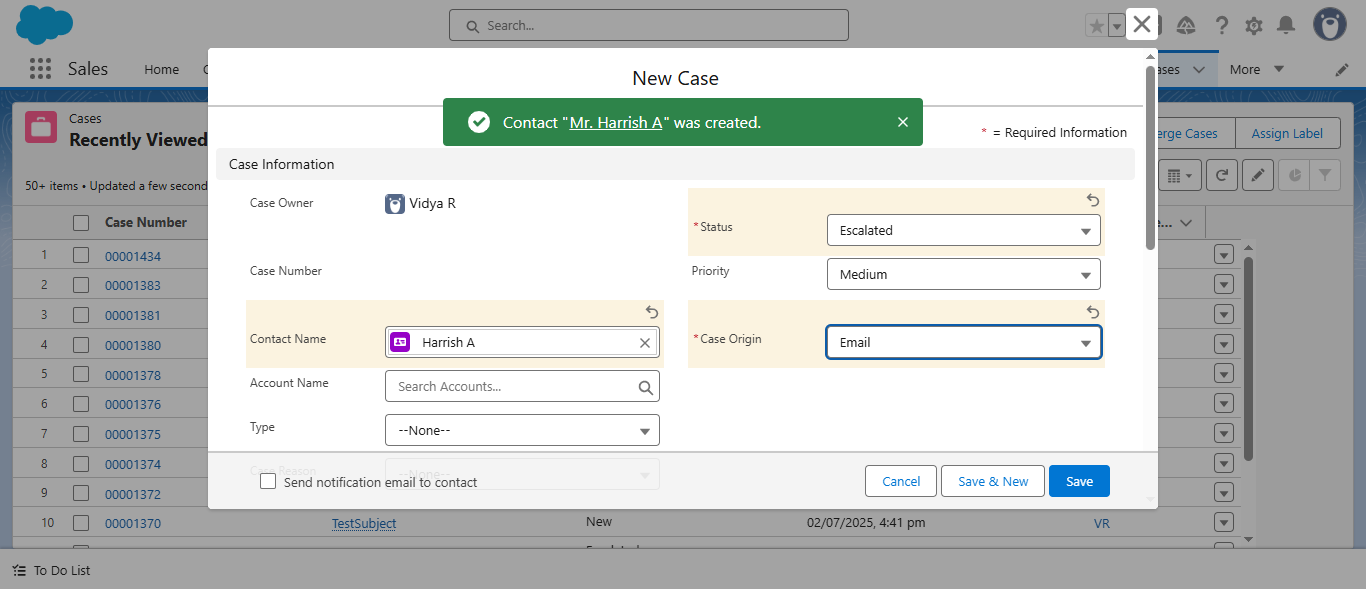 Search...
Sales
Home
ases
More
New Case
Cases
Recently Viewed
Contact "Mr. Harrish A" was created.
* = Required Information
erge Cases
Assign Label
Case Information
50+ items • Updated a few second
Case Owner
Vidya R
*Status
Escalated
Case Number
e...
Case Number
Priority
Medium
Contact Name
Harrish A
*Case Origin
Email
Account Name
Search Accounts...
Type
--None--
Case Reason
--None--
Send notification email to contact
Cancel
Save & New
Save
1 00001434
2 00001383
3 00001381
4 00001380
5 00001378
6 00001376
7 00001375
8 00001374
9 00001372
10 00001370 TestSubject New 02/07/2025, 4:41 pm VR
To Do List